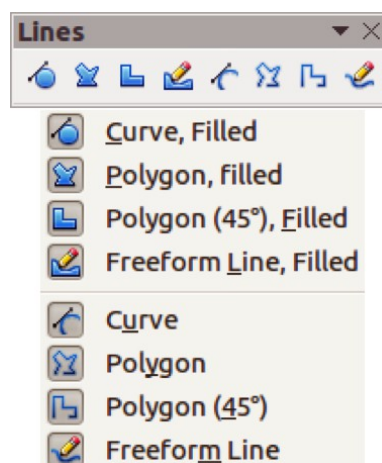 Lines
Curve, Filled
Polygon, filled
Polygon (45°), Filled
Freeform Line, Filled
Curve
Polygon
Polygon (45°)
Freeform Line